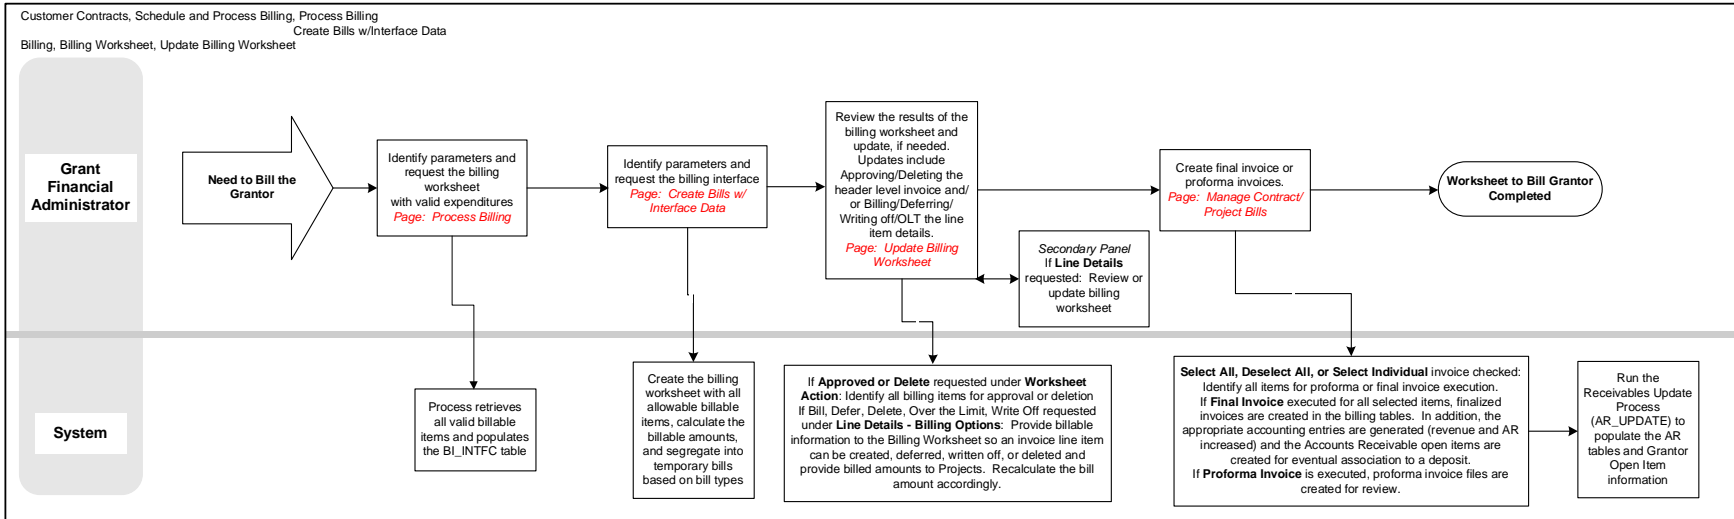 Customer Contracts, Schedule and Process Billing, Process Billing
Create Bills w/Interface Data
Billing, Billing Worksheet, Update Billing Worksheet
Grant
Financial
Administrator
Need to Bill the
Grantor
Identify parameters and
request the billing
worksheet
with valid expenditures
Page:  Process Billing
Identify parameters and
request the billing interface
Page:  Create Bills w/
Interface Data
Review the results of the
billing worksheet and
update, if needed.
Updates include
Approving/Deleting the
header level invoice and/
or Billing/Deferring/
Writing off/OLT the line
item details.
Page:  Update Billing
Worksheet
Secondary Panel
If Line Details
requested:  Review or
update billing
worksheet
Create final invoice or
proforma invoices.
Page:  Manage Contract/
Project Bills
Worksheet to Bill Grantor
Completed
System
Process retrieves
all valid billable
items and populates
the BI_INTFC table
Create the billing
worksheet with all
allowable billable
items, calculate the
billable amounts,
and segregate into
temporary bills
based on bill types
If Approved or Delete requested under Worksheet
Action: Identify all billing items for approval or deletion
If Bill, Defer, Delete, Over the Limit, Write Off requested
under Line Details - Billing Options:  Provide billable
information to the Billing Worksheet so an invoice line item
can be created, deferred, written off, or deleted and
provide billed amounts to Projects.  Recalculate the bill
amount accordingly.
Select All, Deselect All, or Select Individual invoice checked:
Identify all items for proforma or final invoice execution.
If Final Invoice executed for all selected items, finalized
invoices are created in the billing tables.  In addition, the
appropriate accounting entries are generated (revenue and AR
increased) and the Accounts Receivable open items are
created for eventual association to a deposit.
If Proforma Invoice is executed, proforma invoice files are
created for review.
Run the
Receivables Update
Process
(AR_UPDATE) to
populate the AR
tables and Grantor
Open Item
information